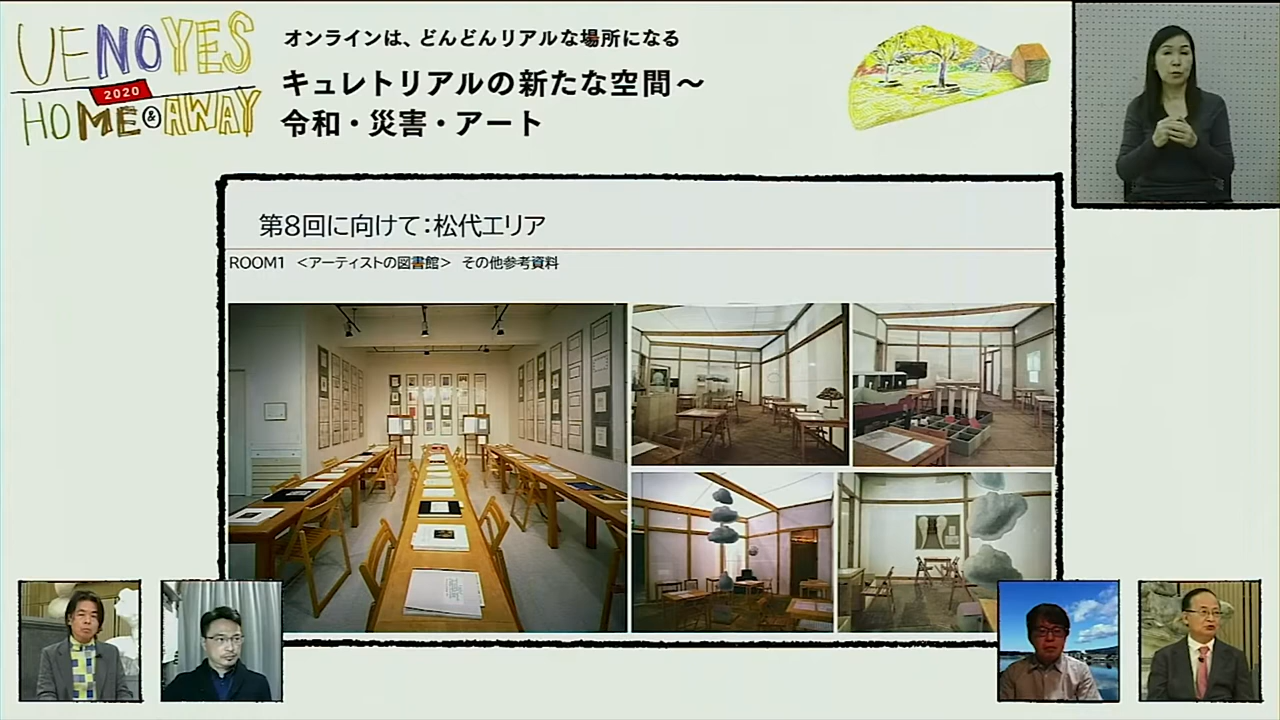 UENOYES
2020
HOME & AWAY
オンラインは、どんどんリアルな場所になる
キュレトリアルの新たな空間〜
令和・災害・アート
第8回に向けて：松代エリア
ROOM1 ＜アーティストの図書館＞ その他参考資料